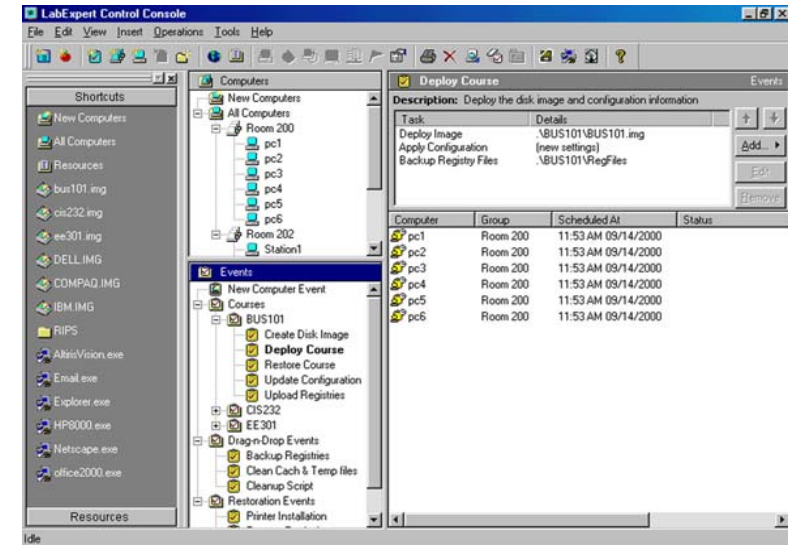 LabExpert Control Console
File Edit View Insert Operations Tools Help
Shortcuts
New Computers
All Computers
Resources
bus101.img
cis232.img
ee301.img
DELL.IMG
COMPAQ.IMG
IBM.IMG
RIPS
AltirisVision.exe
Email.exe
Explorer.exe
HP8000.exe
Netscape.exe
office2000.exe
Resources
Computers
New Computers
All Computers
Room 200
pc1
pc2
pc3
pc4
pc5
pc6
Room 202
Station1
Events
New Computer Event
Courses
BUS101
Create Disk Image
Deploy Course
Restore Course
Update Configuration
Upload Registries
CIS232
EE301
Drag-n-Drop Events
Backup Registries
Clean Cach & Temp files
Cleanup Script
Restoration Events
Printer Installation
Deploy Course Events
Description: Deploy the disk image and configuration information
Task Details
Deploy Image .\BUS101\BUS101.img
Apply Configuration (new settings)
Backup Registry Files .\BUS101\RegFiles
Add...
Edit
Remove
Computer Group Scheduled At Status
pc1 Room 200 11:53 AM 09/14/2000
pc2 Room 200 11:53 AM 09/14/2000
pc3 Room 200 11:53 AM 09/14/2000
pc4 Room 200 11:53 AM 09/14/2000
pc5 Room 200 11:53 AM 09/14/2000
pc6 Room 200 11:53 AM 09/14/2000
Idle